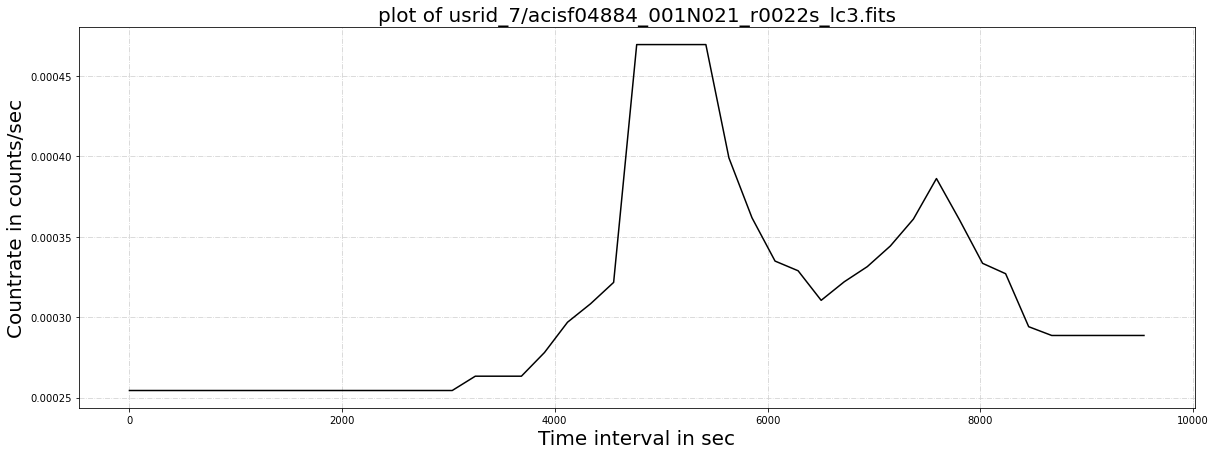 plot of usrid_7/acisf04884_001N021_r0022s_lc3.fits
Countrate in counts/sec
0.00045
0.00040
0.00035
0.00030
0.00025
0 2000 4000 6000 8000 10000
Time interval in sec